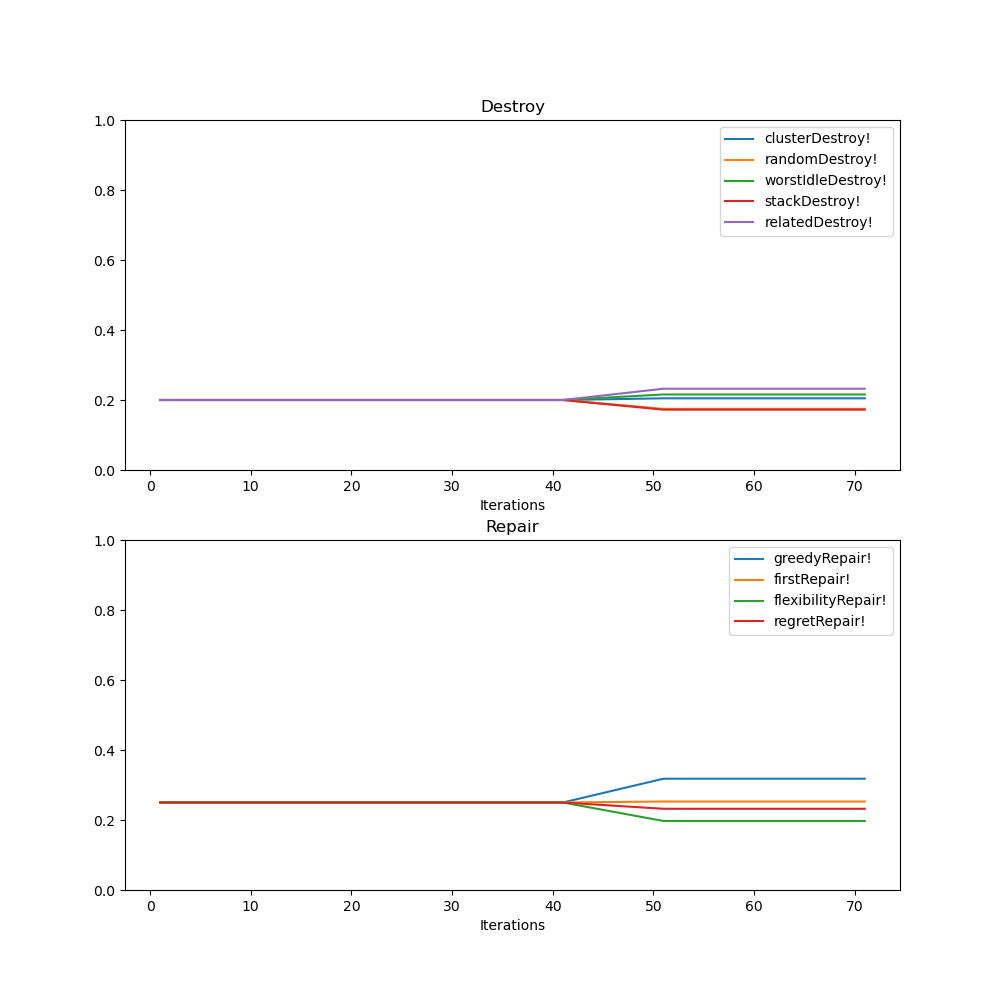 Destroy
1.0
0.8
0.6
0.4
0.2
0.0
clusterDestroy!
randomDestroy!
worstIdleDestroy!
stackDestroy!
relatedDestroy!
0 10 20 30 40 50 60 70
Iterations
Repair
1.0
0.8
0.6
0.4
0.2
0.0
greedyRepair!
firstRepair!
flexibilityRepair!
regretRepair!
0 10 20 30 40 50 60 70
Iterations